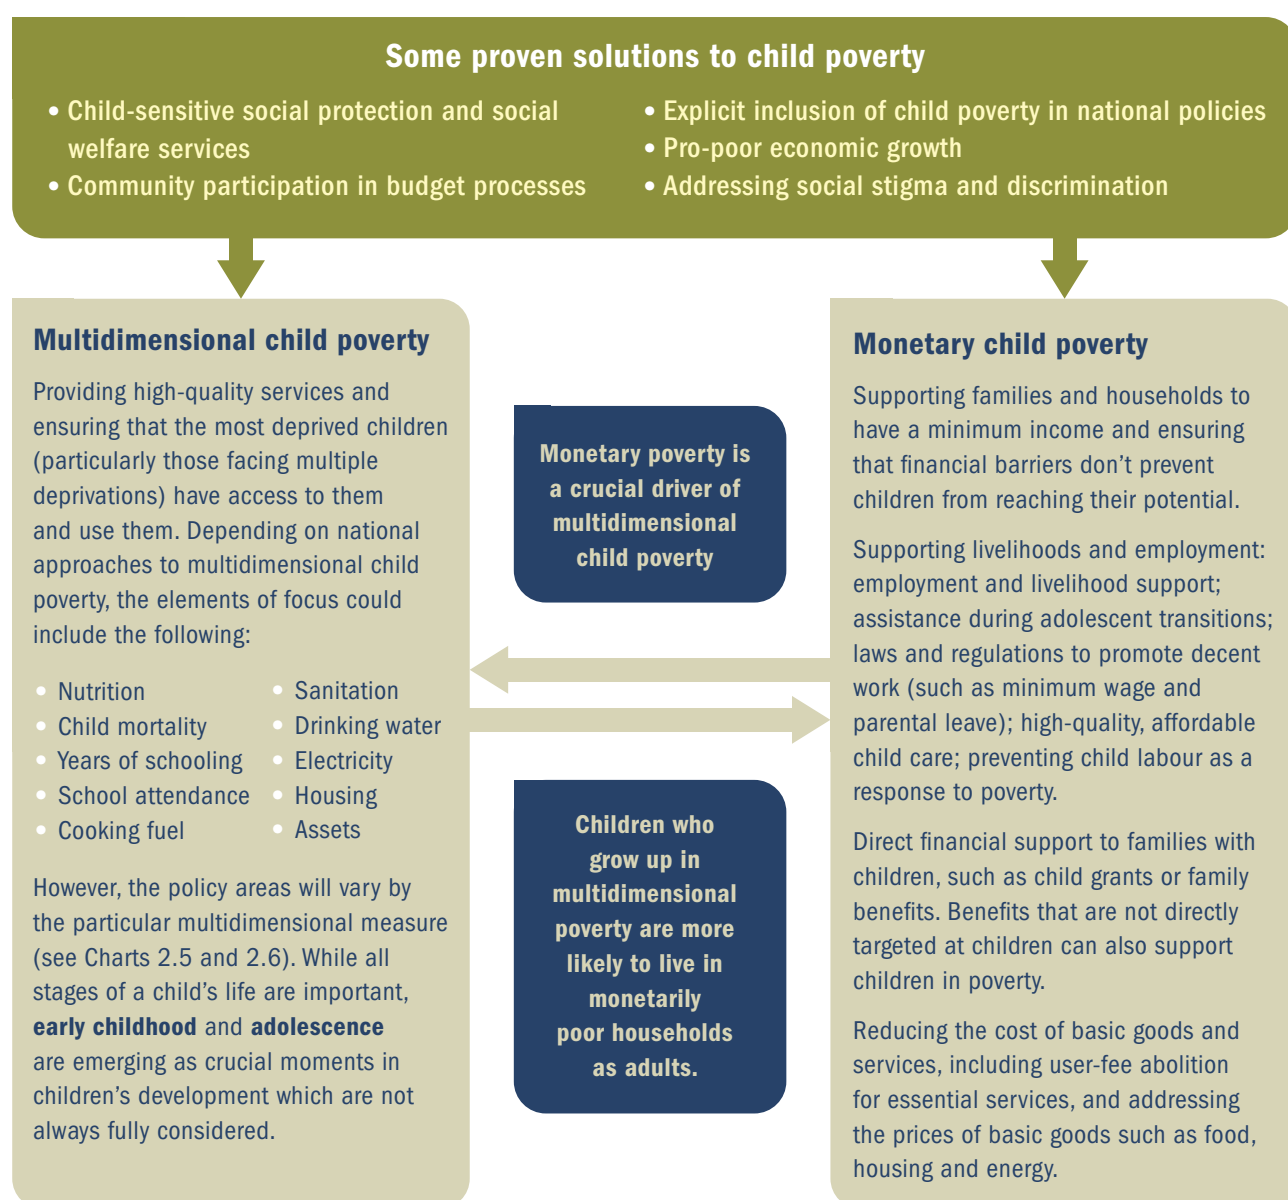 Some proven solutions to child poverty
• Child-sensitive social protection and social
welfare services
• Community participation in budget processes
• Explicit inclusion of child poverty in national policies
• Pro-poor economic growth
• Addressing social stigma and discrimination
Multidimensional child poverty
Providing high-quality services and
ensuring that the most deprived children
(particularly those facing multiple
deprivations) have access to them
and use them. Depending on national
approaches to multidimensional child
poverty, the elements of focus could
include the following:
• Nutrition
• Child mortality
• Years of schooling
• School attendance
• Cooking fuel
• Sanitation
• Drinking water
• Electricity
• Housing
• Assets
However, the policy areas will vary by
the particular multidimensional measure
(see Charts 2.5 and 2.6). While all
stages of a child’s life are important,
early childhood and adolescence
are emerging as crucial moments in
children’s development which are not
always fully considered.
Monetary poverty is
a crucial driver of
multidimensional
child poverty
Children who
grow up in
multidimensional
poverty are more
likely to live in
monetarily
poor households
as adults.
Monetary child poverty
Supporting families and households to
have a minimum income and ensuring
that financial barriers don’t prevent
children from reaching their potential.
Supporting livelihoods and employment:
employment and livelihood support;
assistance during adolescent transitions;
laws and regulations to promote decent
work (such as minimum wage and
parental leave); high-quality, affordable
child care; preventing child labour as a
response to poverty.
Direct financial support to families with
children, such as child grants or family
benefits. Benefits that are not directly
targeted at children can also support
children in poverty.
Reducing the cost of basic goods and
services, including user-fee abolition
for essential services, and addressing
the prices of basic goods such as food,
housing and energy.